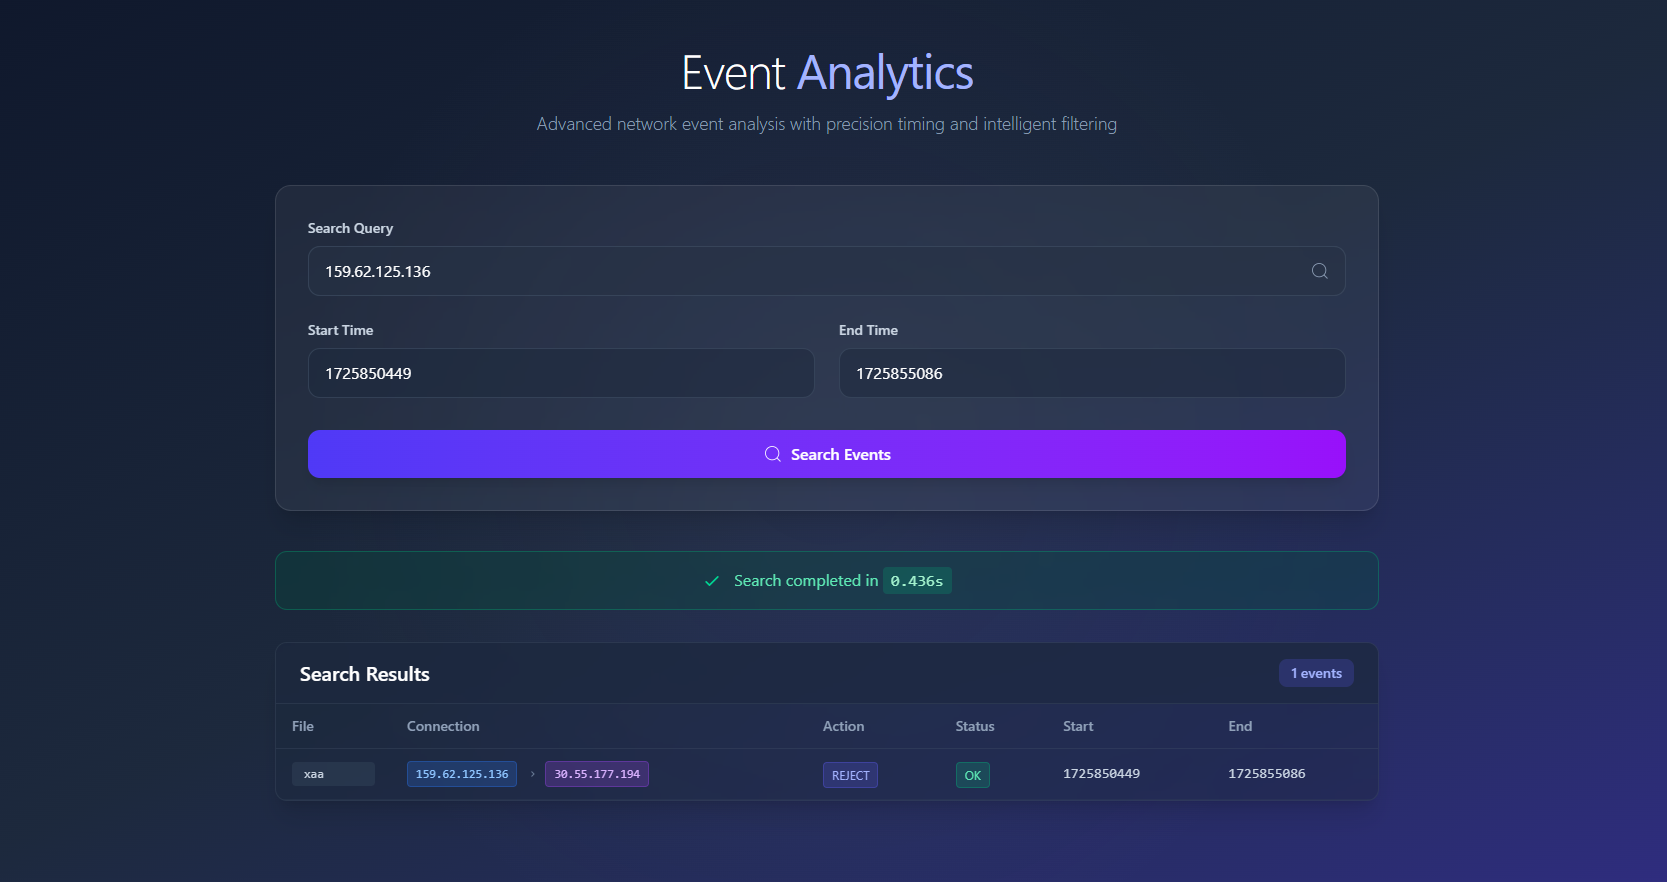 Event Analytics
Advanced network event analysis with precision timing and intelligent filtering
Search Query
159.62.125.136
Start Time End Time
1725850449 1725855086
Search Events
Search completed in 0.436s
Search Results 1 events
File Connection Action Status Start End
xaa 159.62.125.136 › 30.55.177.194 REJECT OK 1725850449 1725855086